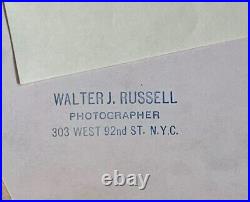 WALTER J. RUSSELL
PHOTOGRAPHER
303 WEST 92nd ST. N.Y.C.